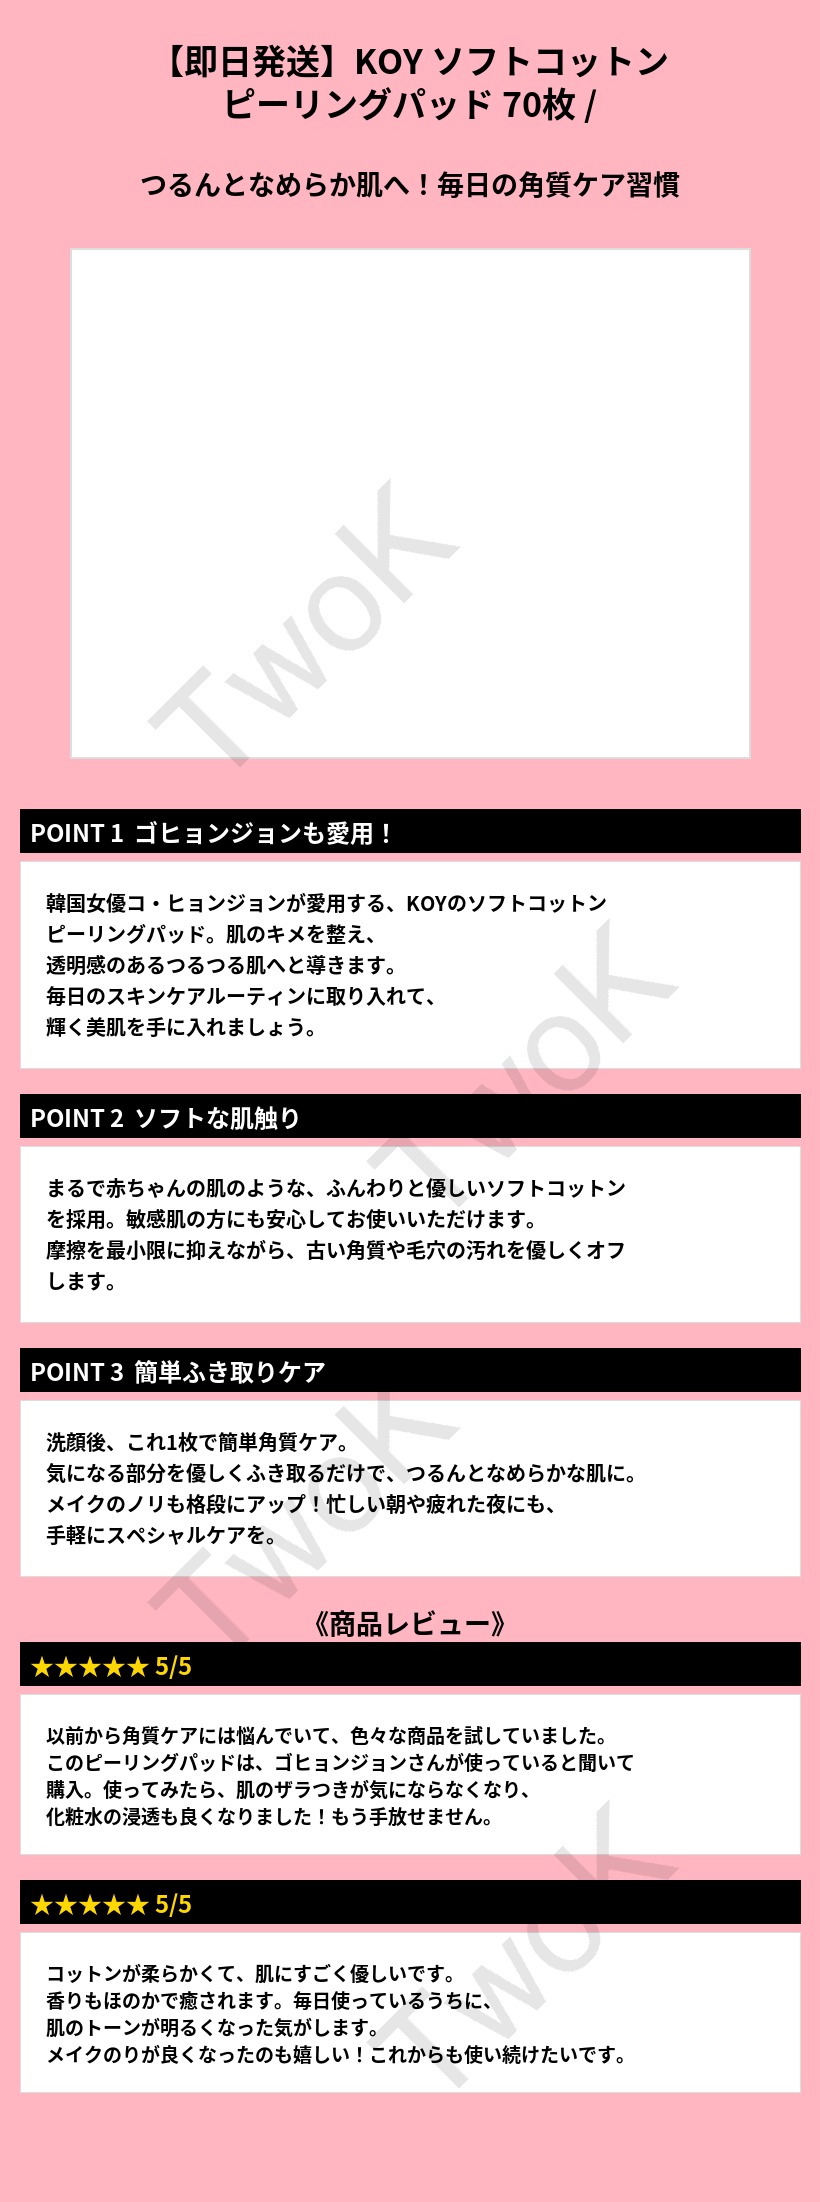 【即日発送】KOY ソフトコットン
ピーリングパッド 70枚 /
つるんとなめらか肌へ！毎日の角質ケア習慣
TwoK
POINT 1 ゴヒョンジョンも愛用！
韓国女優コ・ヒョンジョンが愛用する、KOYのソフトコットン
ピーリングパッド。肌のキメを整え、
透明感のあるつるつる肌へと導きます。
毎日のスキンケアルーティンに取り入れて、
輝く美肌を手に入れましょう。
TwoK
POINT 2 ソフトな肌触り
まるで赤ちゃんの肌のような、ふんわりと優しいソフトコットン
を採用。敏感肌の方にも安心してお使いいただけます。
摩擦を最小限に抑えながら、古い角質や毛穴の汚れを優しくオフ
します。
POINT 3 簡単ふき取りケア
洗顔後、これ1枚で簡単角質ケア。
気になる部分を優しくふき取るだけで、つるんとなめらかな肌に。
メイクのノリも格段にアップ！忙しい朝や疲れた夜にも、
手軽にスペシャルケアを。
TwoK
《商品レビュー》
★★★★★ 5/5
以前から角質ケアには悩んでいて、色々な商品を試していました。
このピーリングパッドは、ゴヒョンジョンさんが使っていると聞いて
購入。使ってみたら、肌のザラつきが気にならなくなり、
化粧水の浸透も良くなりました！もう手放せません。
★★★★★ 5/5
コットンが柔らかくて、肌にすごく優しいです。
香りもほのかで癒されます。毎日使っているうちに、
肌のトーンが明るくなった気がします。
メイクのりが良くなったのも嬉しい！これからも使い続けたいです。
TwoK